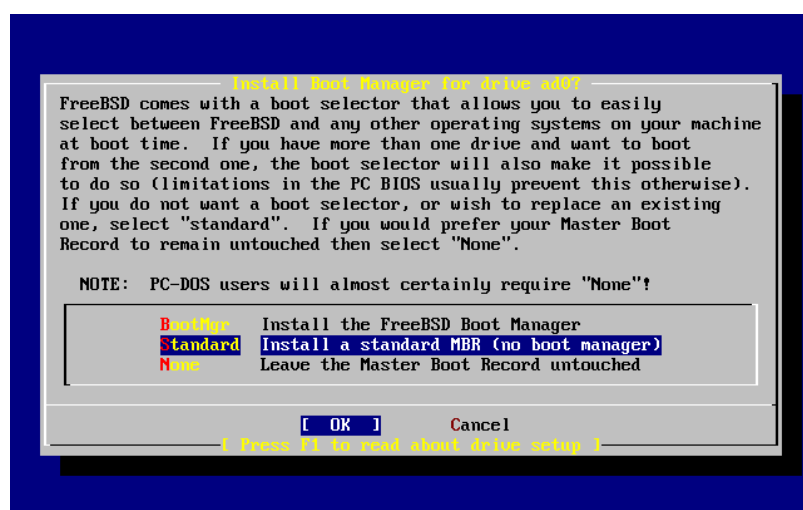 Install Boot Manager for drive ad0?
FreeBSD comes with a boot selector that allows you to easily
select between FreeBSD and any other operating systems on your machine
at boot time.  If you have more than one drive and want to boot
from the second one, the boot selector will also make it possible
to do so (limitations in the PC BIOS usually prevent this otherwise).
If you do not want a boot selector, or wish to replace an existing
one, select "standard".  If you would prefer your Master Boot
Record to remain untouched then select "None".
NOTE:  PC-DOS users will almost certainly require "None"!
BootMgr   Install the FreeBSD Boot Manager
Standard  Install a standard MBR (no boot manager)
None      Leave the Master Boot Record untouched
[  OK  ]     Cancel
[ Press F1 to read about drive setup ]